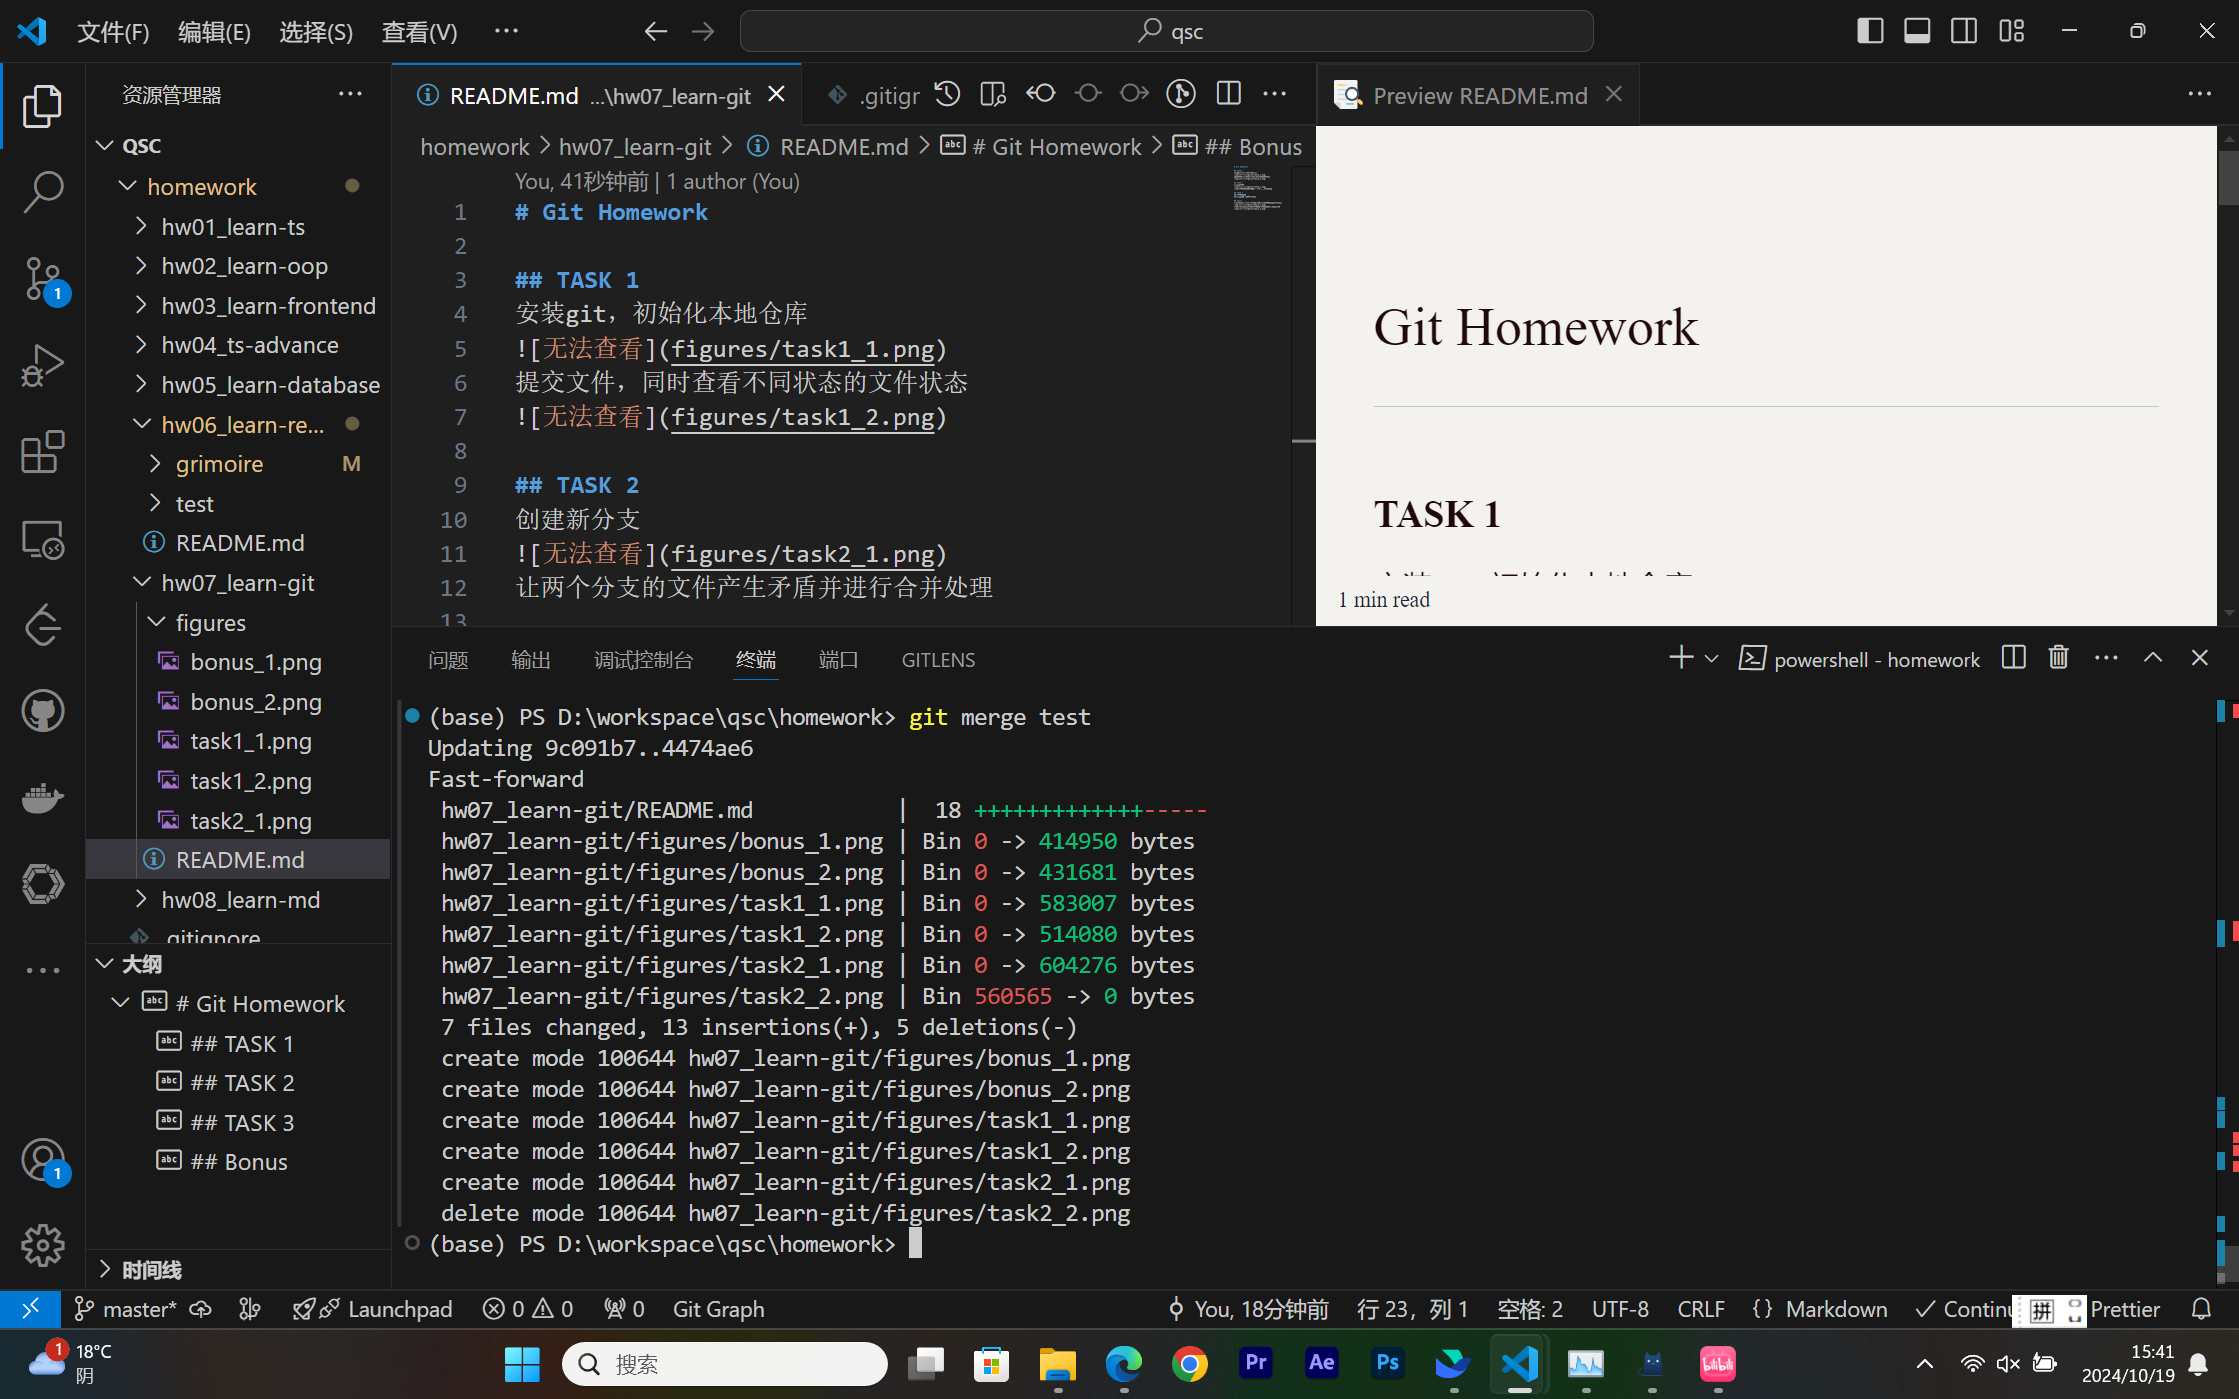 文件(F) 编辑(E) 选择(S) 查看(V) ···
qsc
资源管理器
QSC
homework
hw01_learn-ts
hw02_learn-oop
hw03_learn-frontend
hw04_ts-advance
hw05_learn-database
hw06_learn-re...
grimoire M
test
README.md
hw07_learn-git
figures
bonus_1.png
bonus_2.png
task1_1.png
task1_2.png
task2_1.png
README.md
hw08_learn-md
.gitignore
大纲
# Git Homework
## TASK 1
## TASK 2
## TASK 3
## Bonus
时间线
1
1
README.md ...\hw07_learn-git
.gitigr
homework > hw07_learn-git > README.md > # Git Homework > ## Bonus
You, 41秒钟前 | 1 author (You)
1 # Git Homework
2
3 ## TASK 1
4 安装git，初始化本地仓库
5 ![无法查看](figures/task1_1.png)
6 提交文件，同时查看不同状态的文件状态
7 ![无法查看](figures/task1_2.png)
8
9 ## TASK 2
10 创建新分支
11 ![无法查看](figures/task2_1.png)
12 让两个分支的文件产生矛盾并进行合并处理
13
Preview README.md
Git Homework
TASK 1
1 min read
问题 输出 调试控制台 终端 端口 GITLENS
powershell - homework
(base) PS D:\workspace\qsc\homework> git merge test
Updating 9c091b7..4474ae6
Fast-forward
hw07_learn-git/README.md | 18 +++++++++++++-----
hw07_learn-git/figures/bonus_1.png | Bin 0 -> 414950 bytes
hw07_learn-git/figures/bonus_2.png | Bin 0 -> 431681 bytes
hw07_learn-git/figures/task1_1.png | Bin 0 -> 583007 bytes
hw07_learn-git/figures/task1_2.png | Bin 0 -> 514080 bytes
hw07_learn-git/figures/task2_1.png | Bin 0 -> 604276 bytes
hw07_learn-git/figures/task2_2.png | Bin 560565 -> 0 bytes
7 files changed, 13 insertions(+), 5 deletions(-)
create mode 100644 hw07_learn-git/figures/bonus_1.png
create mode 100644 hw07_learn-git/figures/bonus_2.png
create mode 100644 hw07_learn-git/figures/task1_1.png
create mode 100644 hw07_learn-git/figures/task1_2.png
create mode 100644 hw07_learn-git/figures/task2_1.png
delete mode 100644 hw07_learn-git/figures/task2_2.png
(base) PS D:\workspace\qsc\homework>
master* Launchpad 0 0 0 Git Graph
You, 18分钟前 行 23，列 1 空格: 2 UTF-8 CRLF {} Markdown Continu 拼 Prettier
1
18°C
阴
搜索
Pr Ae Ps bilibili
15:41
2024/10/19